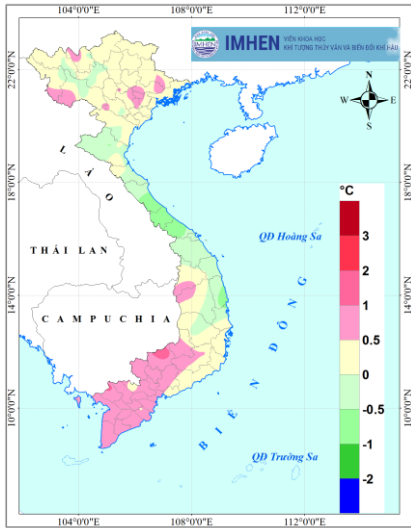 104°0'0"E
108°0'0"E
112°0'0"E
IMHEN
IMHEN
VIỆN KHOA HỌC
KHÍ TƯỢNG THỦY VĂN VÀ BIẾN ĐỔI KHÍ HẬU
22°0'0"N
22°0'0"N
N
W
E
S
LÀO
18°0'0"N
18°0'0"N
°C
QĐ Hoàng Sa
THÁI LAN
3
2
14°0'0"N
14°0'0"N
1
CAMPUCHIA
0.5
BIỂN ĐÔNG
0
-0.5
10°0'0"N
10°0'0"N
-1
QĐ Trường Sa
-2
104°0'0"E
108°0'0"E
112°0'0"E